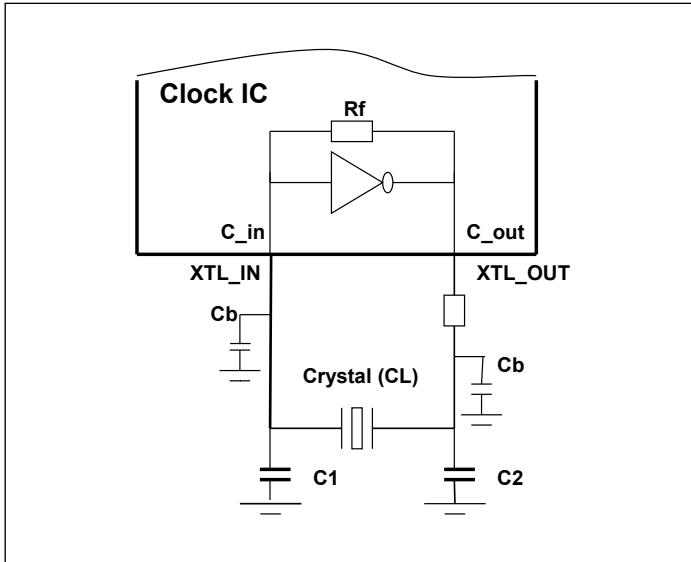 Clock IC
Rf
C_in
C_out
XTL_IN
XTL_OUT
Cb
Cb
Crystal (CL)
C1
C2